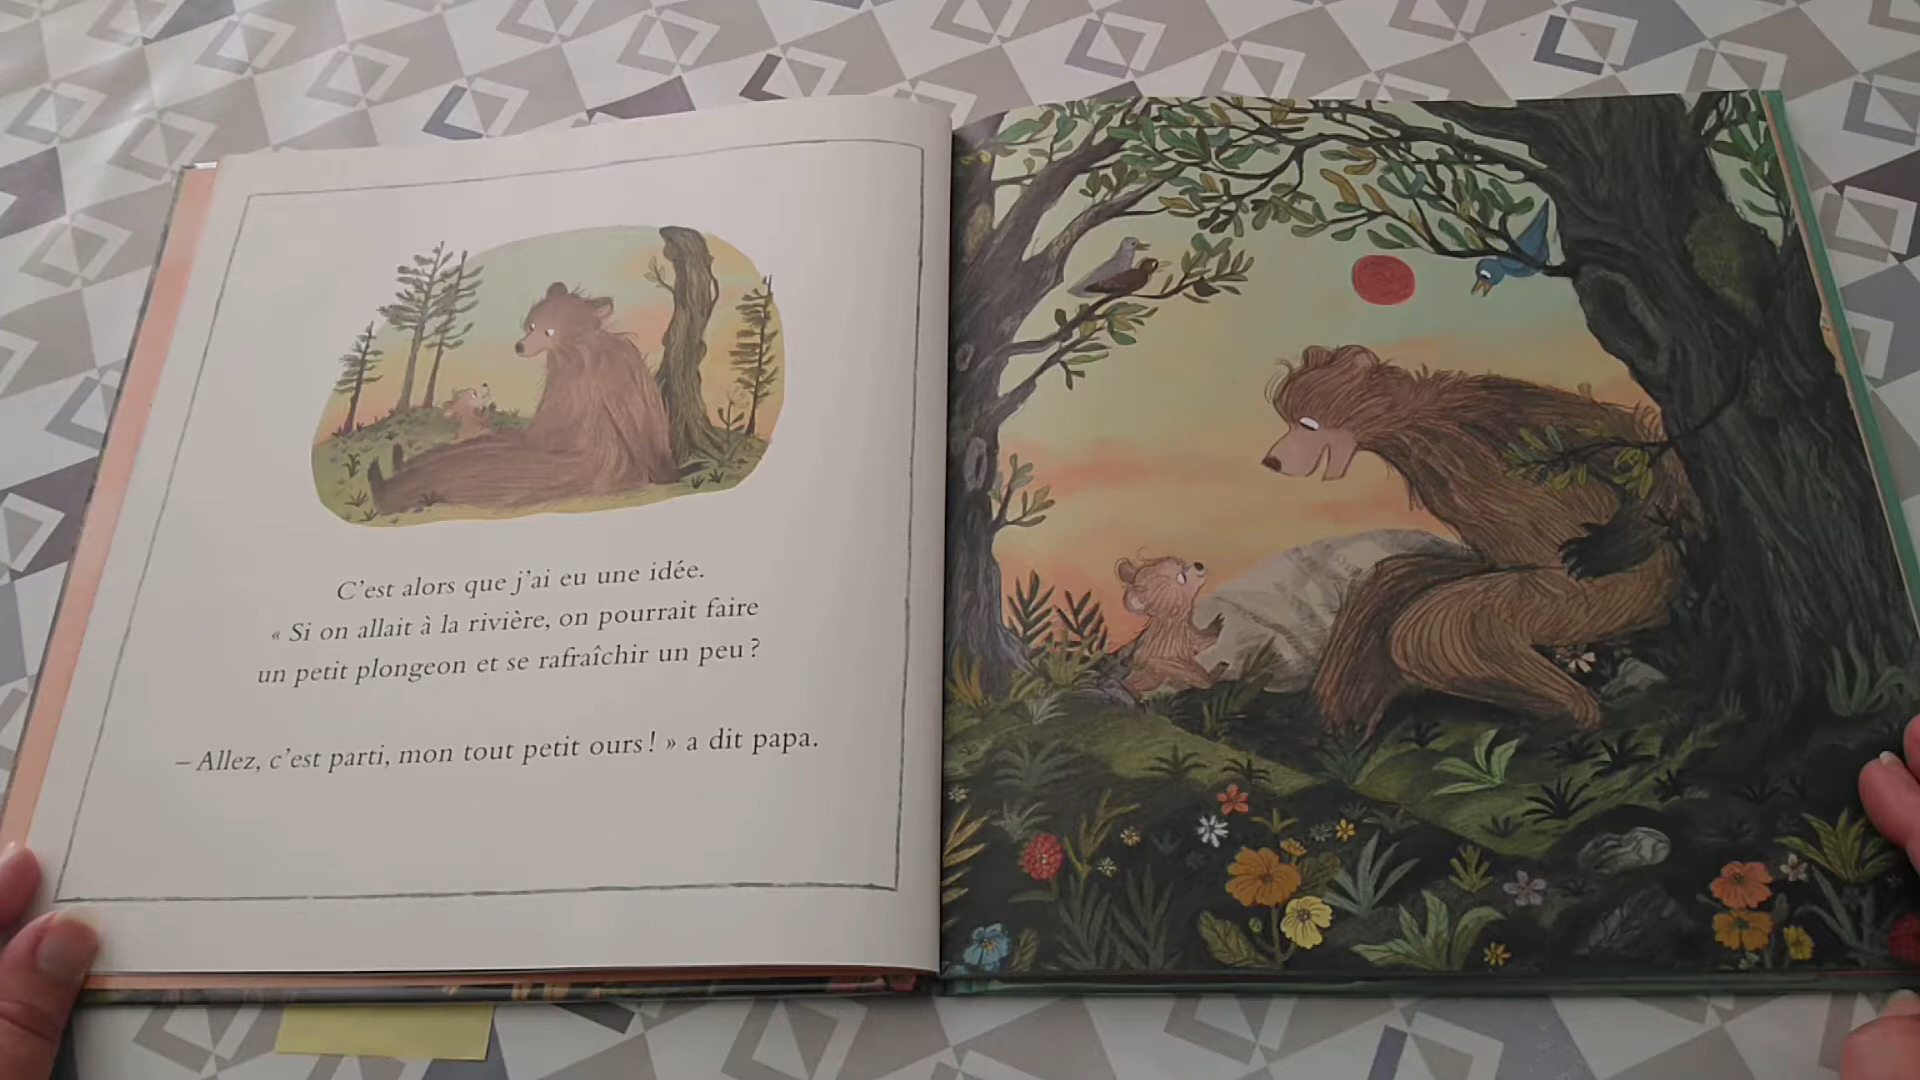 C'est alors que j'ai eu une idée.
« Si on allait à la rivière, on pourrait faire
un petit plongeon et se rafraîchir un peu ?
– Allez, c'est parti, mon tout petit ours ! » a dit papa.